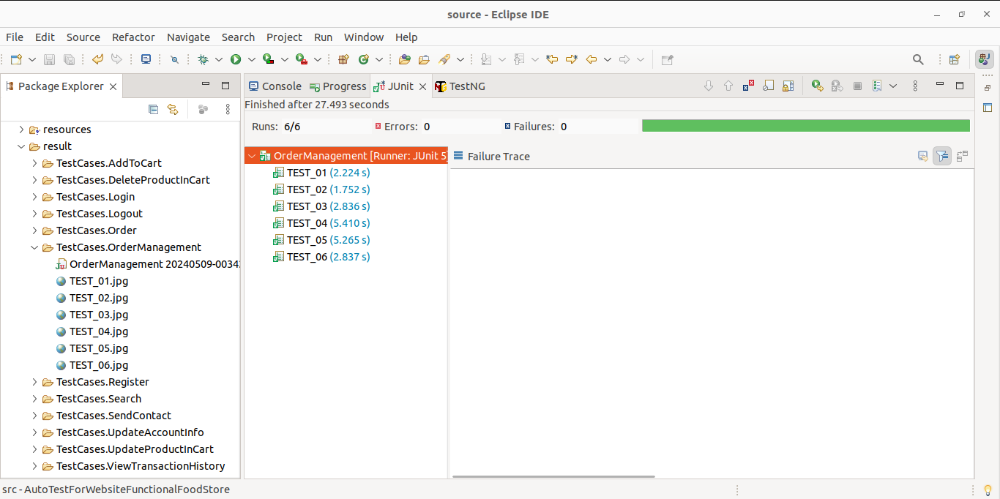 source - Eclipse IDE
File Edit Source Refactor Navigate Search Project Run Window Help
Package Explorer
resources
result
TestCases.AddToCart
TestCases.DeleteProductInCart
TestCases.Login
TestCases.Logout
TestCases.Order
TestCases.OrderManagement
OrderManagement 20240509-0034
TEST_01.jpg
TEST_02.jpg
TEST_03.jpg
TEST_04.jpg
TEST_05.jpg
TEST_06.jpg
TestCases.Register
TestCases.Search
TestCases.SendContact
TestCases.UpdateAccountInfo
TestCases.UpdateProductInCart
TestCases.ViewTransactionHistory
Console Progress JUnit TestNG
Finished after 27.493 seconds
Runs: 6/6 Errors: 0 Failures: 0
OrderManagement [Runner: JUnit 5]
TEST_01 (2.224 s)
TEST_02 (1.752 s)
TEST_03 (2.836 s)
TEST_04 (5.410 s)
TEST_05 (5.265 s)
TEST_06 (2.837 s)
Failure Trace
src - AutoTestForWebsiteFunctionalFoodStore